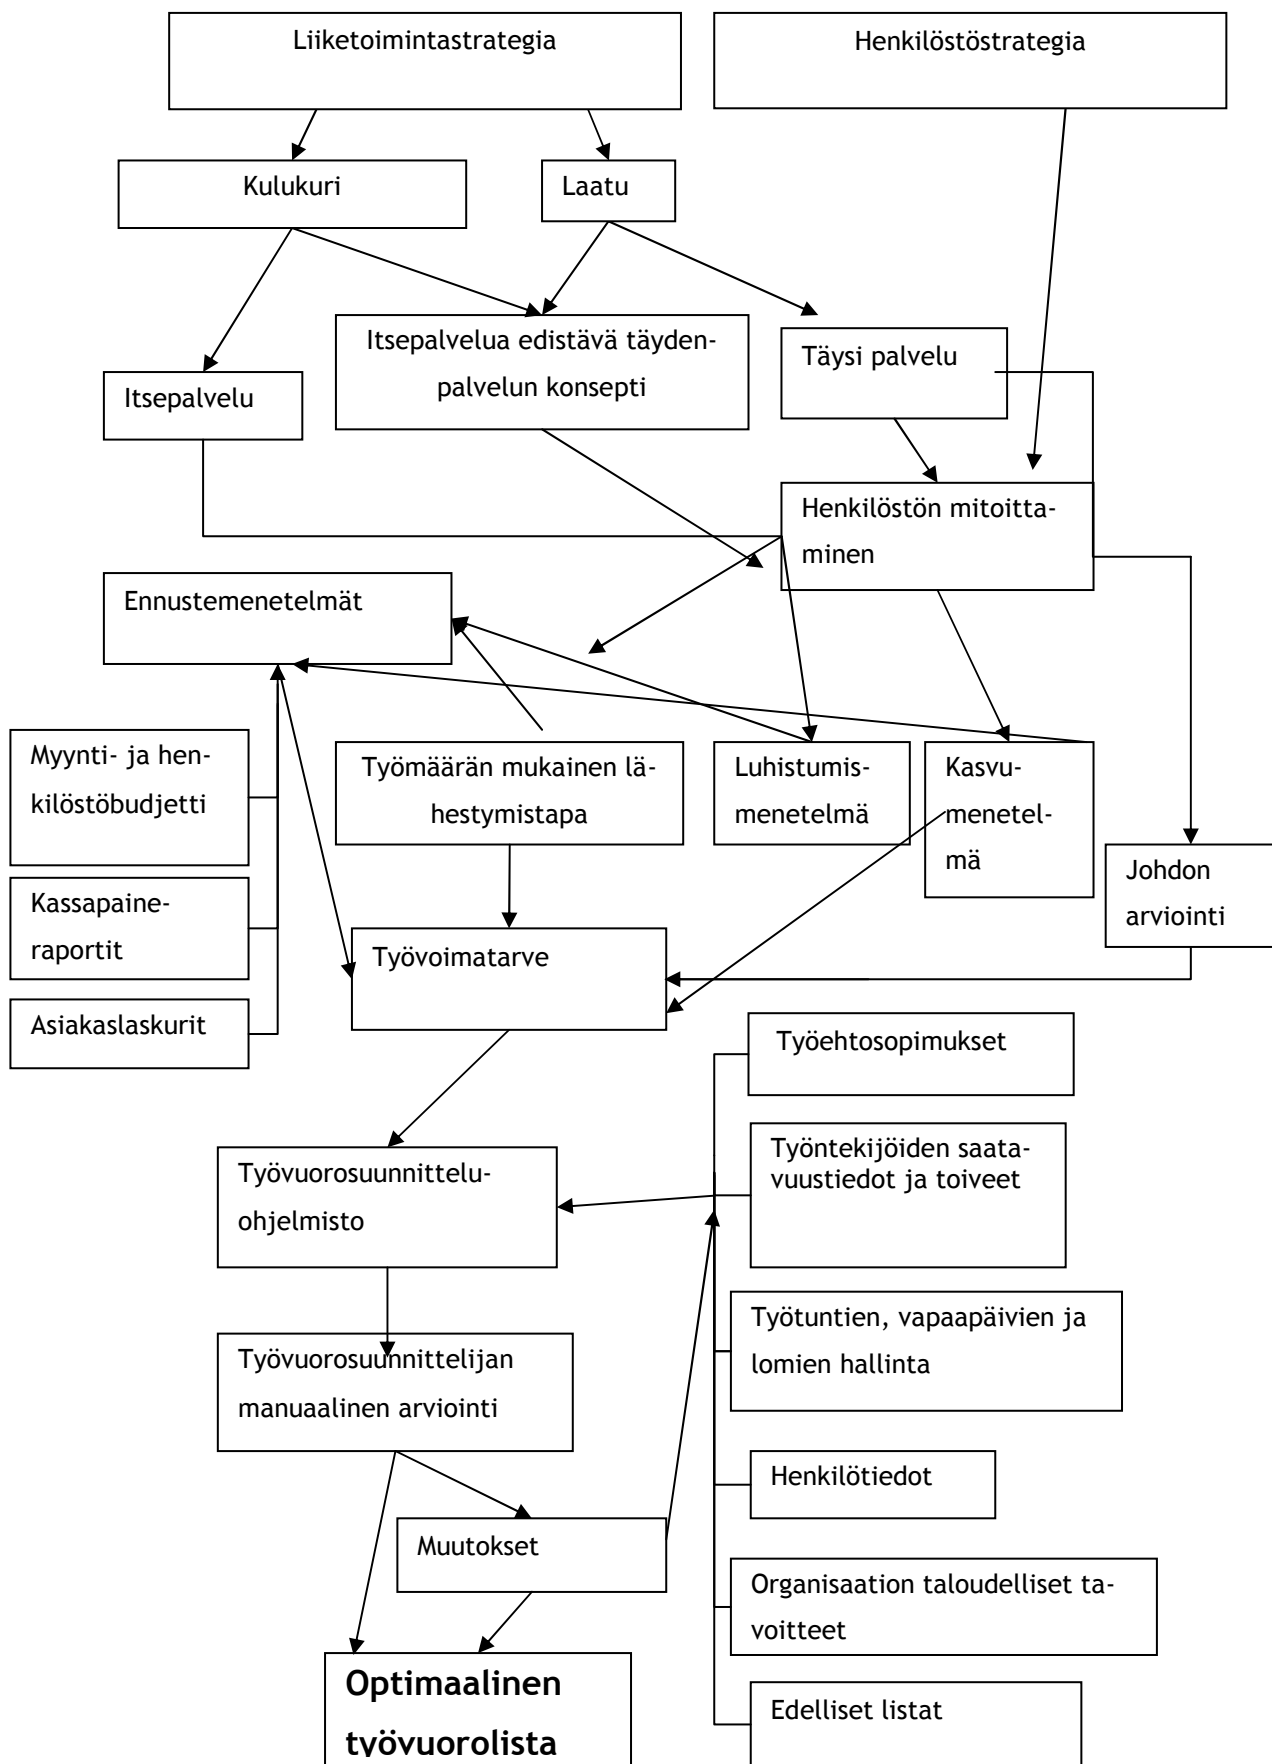 Liiketoimintastrategia
Henkilöstöstrategia
Kulukuri
Laatu
Itsepalvelua edistävä täyden-
palvelun konsepti
Täysi palvelu
Itsepalvelu
Henkilöstön mitoitta-
minen
Ennustemenetelmät
Myynti- ja hen-
kilöstöbudjetti
Työmäärän mukainen lä-
hestymistapa
Luhistumis-
menetelmä
Kasvu-
menetel-
mä
Johdon
arviointi
Kassapaine-
raportit
Työvoimatarve
Asiakaslaskurit
Työehtosopimukset
Työntekijöiden saata-
vuustiedot ja toiveet
Työvuorosuunnittelu-
ohjelmisto
Työtuntien, vapaapäivien ja
lomien hallinta
Työvuorosuunnittelijan
manuaalinen arviointi
Henkilötiedot
Muutokset
Organisaation taloudelliset ta-
voitteet
Optimaalinen
työvuorolista
Edelliset listat